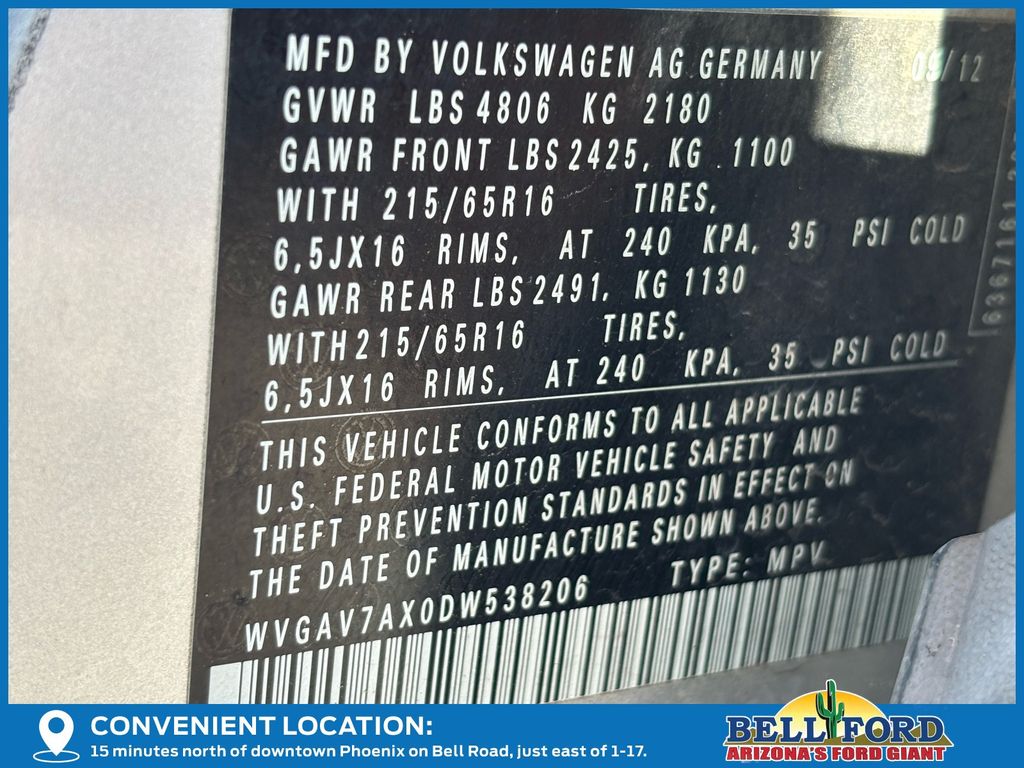 MFD BY VOLKSWAGEN AG GERMANY 09/12
GVWR LBS 4806 KG 2180
GAWR FRONT LBS 2425, KG 1100
WITH 215/65R16 TIRES,
6,5JX16 RIMS, AT 240 KPA, 35 PSI COLD
GAWR REAR LBS 2491, KG 1130
WITH 215/65R16 TIRES,
6,5JX16 RIMS, AT 240 KPA, 35 PSI COLD
THIS VEHICLE CONFORMS TO ALL APPLICABLE
U.S. FEDERAL MOTOR VEHICLE SAFETY AND
THEFT PREVENTION STANDARDS IN EFFECT ON
THE DATE OF MANUFACTURE SHOWN ABOVE.
WVGAV7AX0DW538206 TYPE: MPV
CONVENIENT LOCATION:
15 minutes north of downtown Phoenix on Bell Road, just east of 1-17.
BELL FORD
ARIZONA'S FORD GIANT